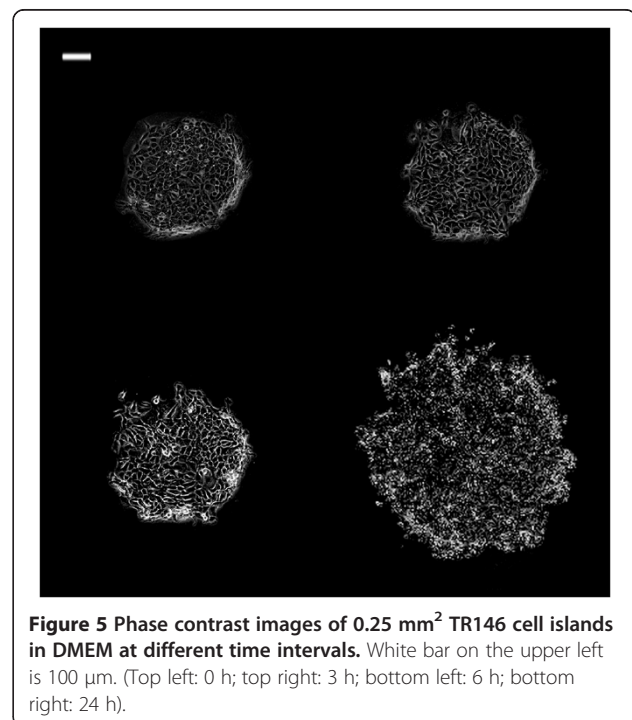 Figure 5 Phase contrast images of 0.25 mm² TR146 cell islands
in DMEM at different time intervals. White bar on the upper left
is 100 μm. (Top left: 0 h; top right: 3 h; bottom left: 6 h; bottom
right: 24 h).